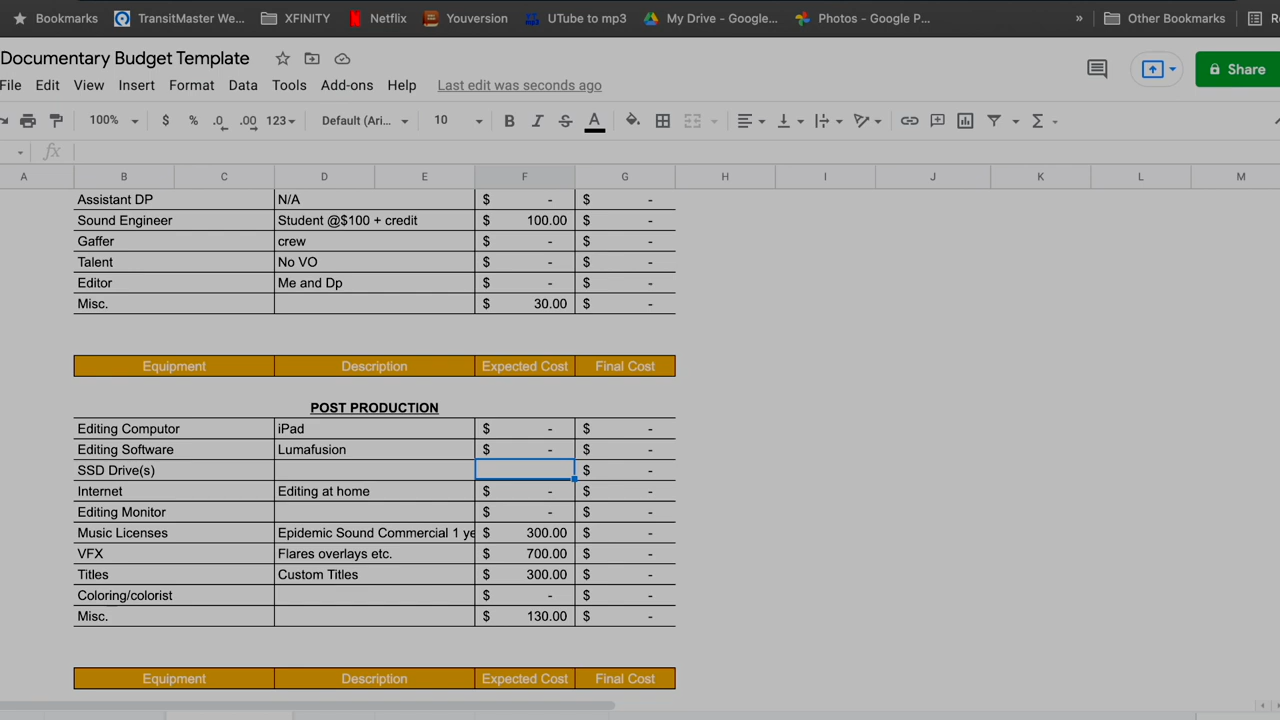 Bookmarks TransitMaster We... XFINITY Netflix Youversion UTube to mp3 My Drive - Google... Photos - Google P... » Other Bookmarks Re
Documentary Budget Template
File Edit View Insert Format Data Tools Add-ons Help Last edit was seconds ago Share
100% $ % .0 .00 123 Default (Ari... 10 B I S A Σ
fx
A B C D E F G H I J K L M
Assistant DP N/A $ - $ -
Sound Engineer Student @$100 + credit $ 100.00 $ -
Gaffer crew $ - $ -
Talent No VO $ - $ -
Editor Me and Dp $ - $ -
Misc. $ 30.00 $ -
Equipment Description Expected Cost Final Cost
POST PRODUCTION
Editing Computor iPad $ - $ -
Editing Software Lumafusion $ - $ -
SSD Drive(s) $ -
Internet Editing at home $ - $ -
Editing Monitor $ - $ -
Music Licenses Epidemic Sound Commercial 1 ye $ 300.00 $ -
VFX Flares overlays etc. $ 700.00 $ -
Titles Custom Titles $ 300.00 $ -
Coloring/colorist $ - $ -
Misc. $ 130.00 $ -
Equipment Description Expected Cost Final Cost